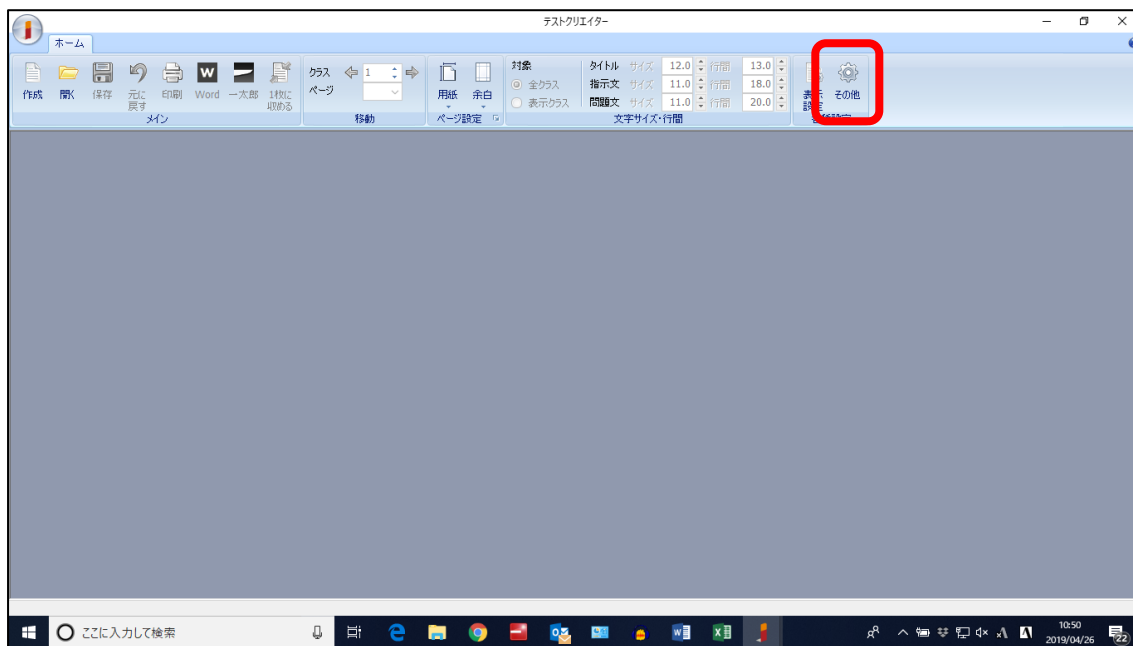 テストクリエイター
ホーム
作成 開く 保存 元に戻す 印刷 Word 一太郎 1枚に収める
メイン
クラス 1
ページ
移動
用紙 余白
ページ設定
対象
全クラス
表示クラス
タイトル サイズ 12.0 行間 13.0
指示文 サイズ 11.0 行間 18.0
問題文 サイズ 11.0 行間 20.0
文字サイズ・行間
表示設定 その他
ここに入力して検索
10:50
2019/04/26
22